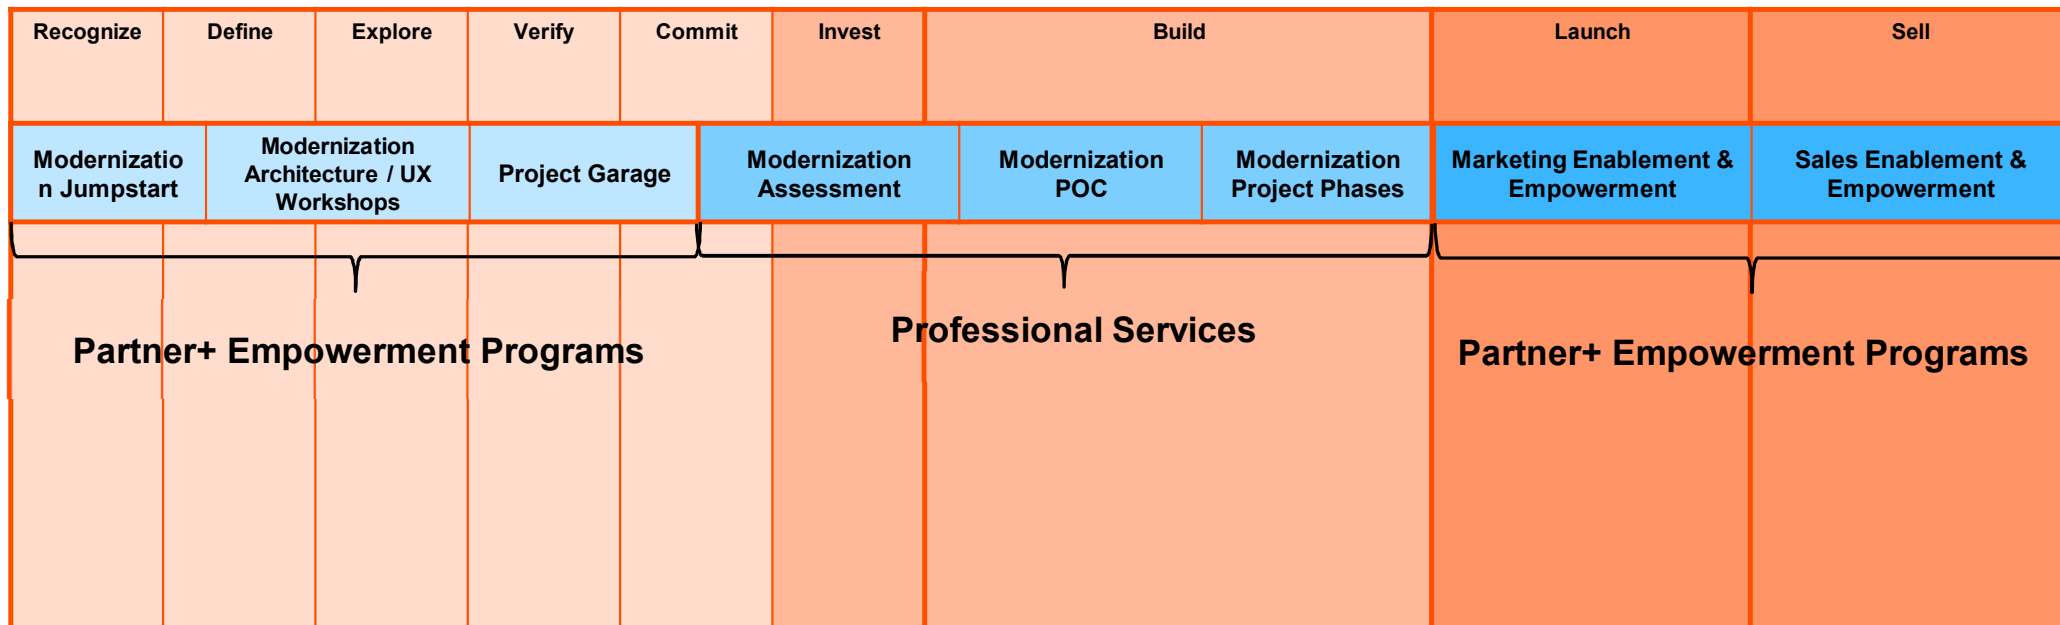 Recognize
Define
Explore
Verify
Commit
Invest
Build
Launch
Sell
Modernizatio
n Jumpstart
Modernization
Architecture / UX
Workshops
Project Garage
Modernization
Assessment
Modernization
POC
Modernization
Project Phases
Marketing Enablement &
Empowerment
Sales Enablement &
Empowerment
Partner+ Empowerment Programs
Professional Services
Partner+ Empowerment Programs